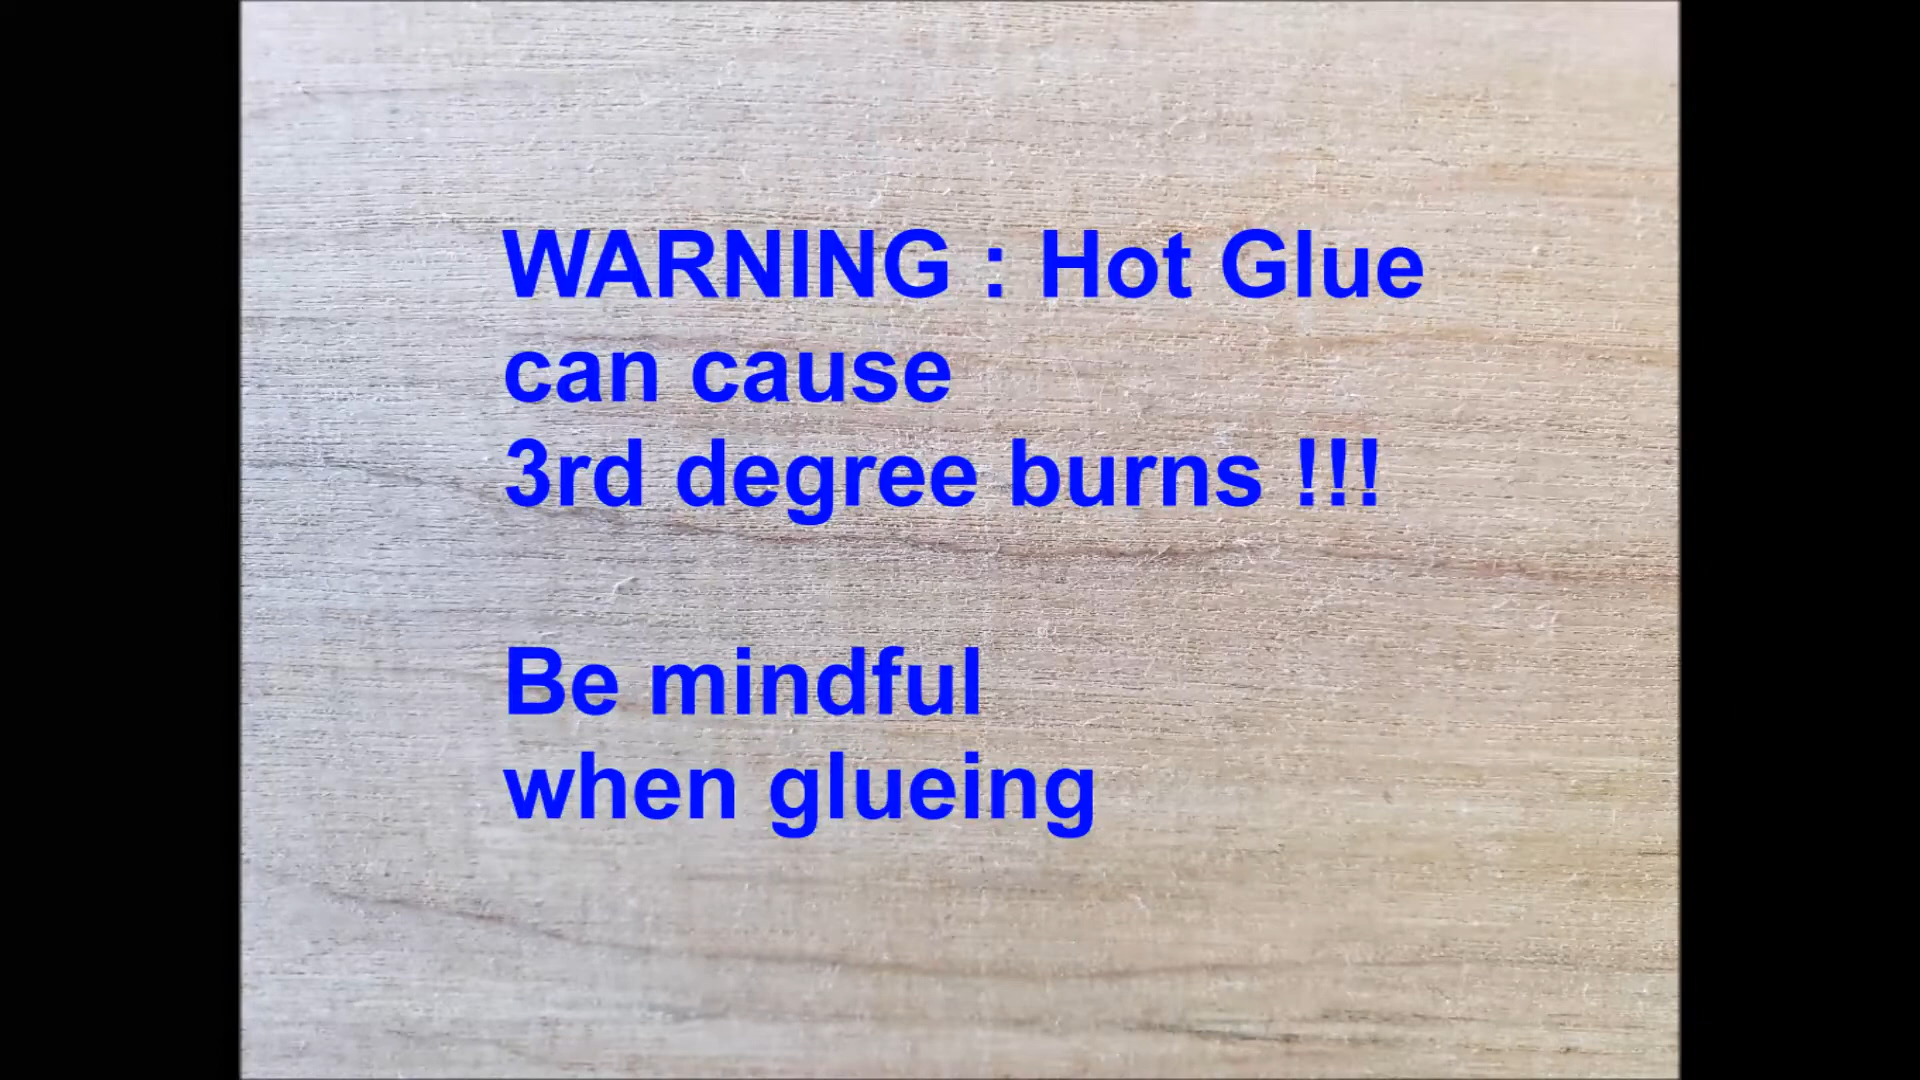 WARNING : Hot Glue
can cause
3rd degree burns !!!
Be mindful
when glueing